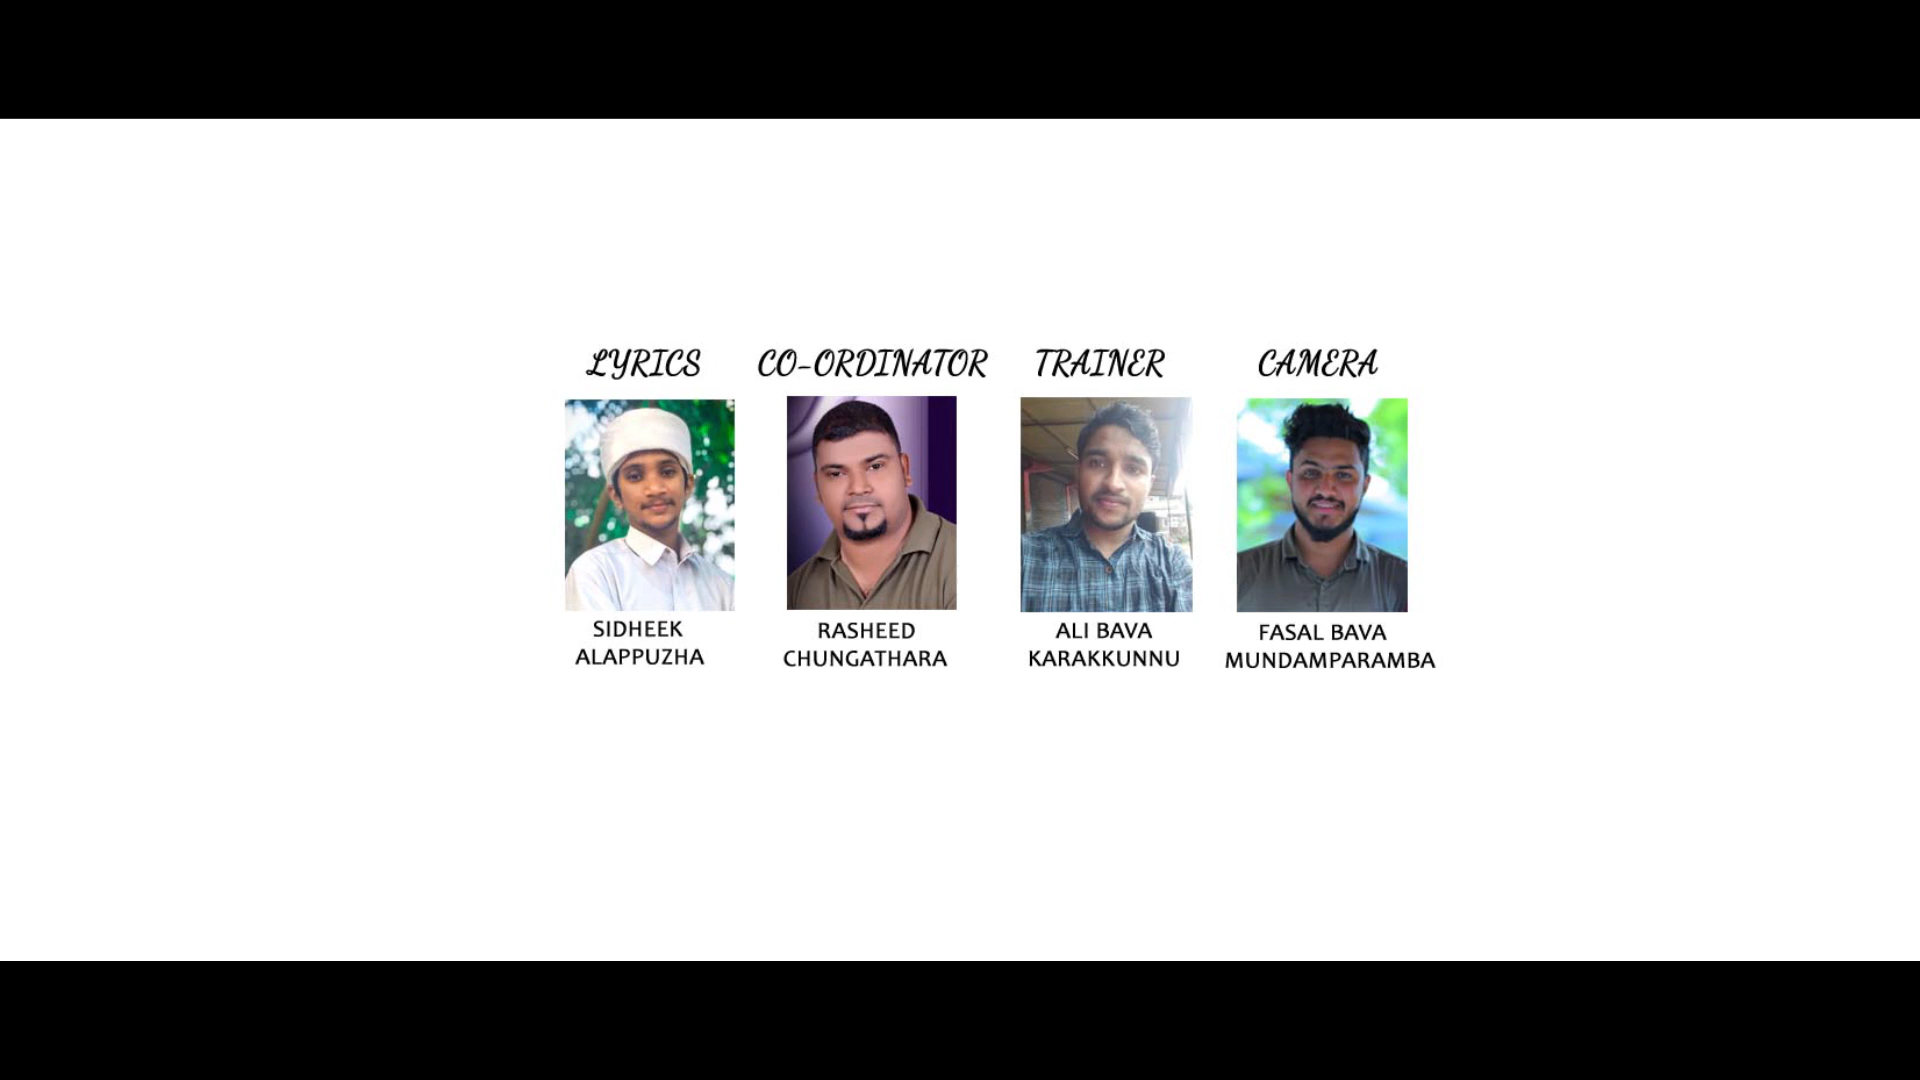 LYRICS
CO-ORDINATOR
TRAINER
CAMERA
SIDHEEK
ALAPPUZHA
RASHEED
CHUNGATHARA
ALI BAVA
KARAKKUNNU
FASAL BAVA
MUNDAMPARAMBA